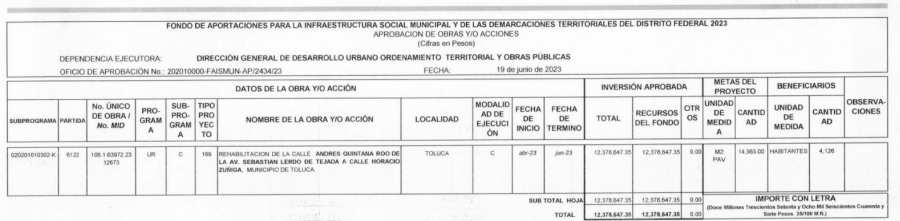 FONDO DE APORTACIONES PARA LA INFRAESTRUCTURA SOCIAL MUNICIPAL Y DE LAS DEMARCACIONES TERRITORIALES DEL DISTRITO FEDERAL 2023
APROBACION DE OBRAS Y/O ACCIONES
(Cifras en Pesos)
DEPENDENCIA EJECUTORA: DIRECCIÓN GENERAL DE DESARROLLO URBANO ORDENAMIENTO TERRITORIAL Y OBRAS PÚBLICAS
OFICIO DE APROBACIÓN No.: 202010000-FAISMUN-AP/2434/23 FECHA: 19 de junio de 2023
DATOS DE LA OBRA Y/O ACCIÓN INVERSIÓN APROBADA METAS DEL PROYECTO BENEFICIARIOS OBSERVA-CIONES
SUBPROGRAMA PARTIDA No. ÚNICO DE OBRA / No. MID PRO-GRAMA SUB-PRO-GRAMA TIPO PROYECTO NOMBRE DE LA OBRA Y/O ACCIÓN LOCALIDAD MODALIDAD DE EJECUCIÓN FECHA DE INICIO FECHA DE TERMINO TOTAL RECURSOS DEL FONDO OTROS UNIDAD DE MEDIDA CANTIDAD UNIDAD DE MEDIDA CANTIDAD
020201010302-K 6122 106.1.63972.23 UR C 169 REHABILITACION DE LA CALLE ANDRES QUINTANA ROO DE TOLUCA C abr-23 jun-23 12,378,647.35 12,378,647.35 0.00 M2 14,563.00 HABITANTES 4,126
112673 LA AV. SEBASTIAN LERDO DE TEJADA A CALLE HORACIO PAV
ZUÑIGA, MUNICIPIO DE TOLUCA.
SUB TOTAL HOJA 12,378,647.35 12,378,647.35 0.00 IMPORTE CON LETRA
(Doce Millones Trescientos Setenta y Ocho Mil Seiscientos Cuarenta y
TOTAL 12,378,647.35 12,378,647.35 0.00 Siete Pesos 35/100 M.N.)